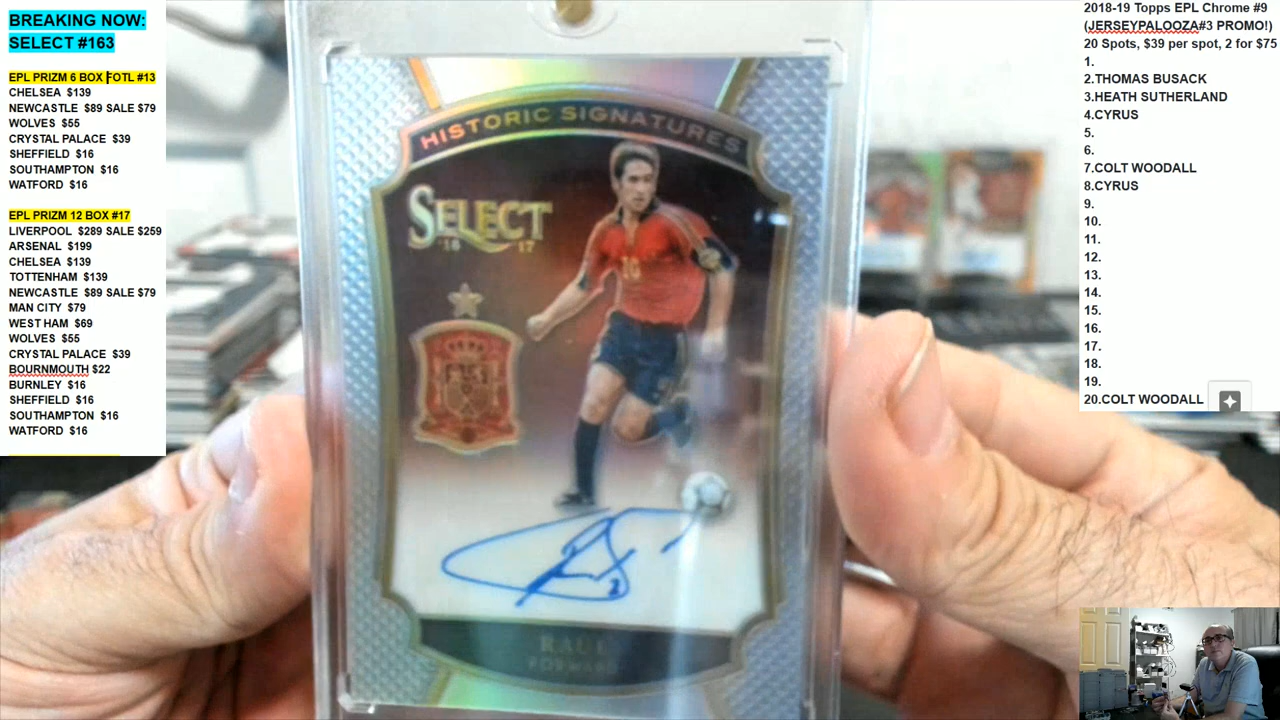 BREAKING NOW:
SELECT #163
EPL PRIZM 6 BOX FOTL #13
CHELSEA $139
NEWCASTLE $89 SALE $79
WOLVES $55
CRYSTAL PALACE $39
SHEFFIELD $16
SOUTHAMPTON $16
WATFORD $16
EPL PRIZM 12 BOX #17
LIVERPOOL $289 SALE $259
ARSENAL $199
CHELSEA $139
TOTTENHAM $139
NEWCASTLE $89 SALE $79
MAN CITY $79
WEST HAM $69
WOLVES $55
CRYSTAL PALACE $39
BOURNMOUTH $22
BURNLEY $16
SHEFFIELD $16
SOUTHAMPTON $16
WATFORD $16
HISTORIC SIGNATURES
SELECT
16 17
10
RAUL
FORWARD
2018-19 Topps EPL Chrome #9
(JERSEYPALOOZA#3 PROMO!)
20 Spots, $39 per spot, 2 for $75
1.
2.THOMAS BUSACK
3.HEATH SUTHERLAND
4.CYRUS
5.
6.
7.COLT WOODALL
8.CYRUS
9.
10.
11.
12.
13.
14.
15.
16.
17.
18.
19.
20.COLT WOODALL